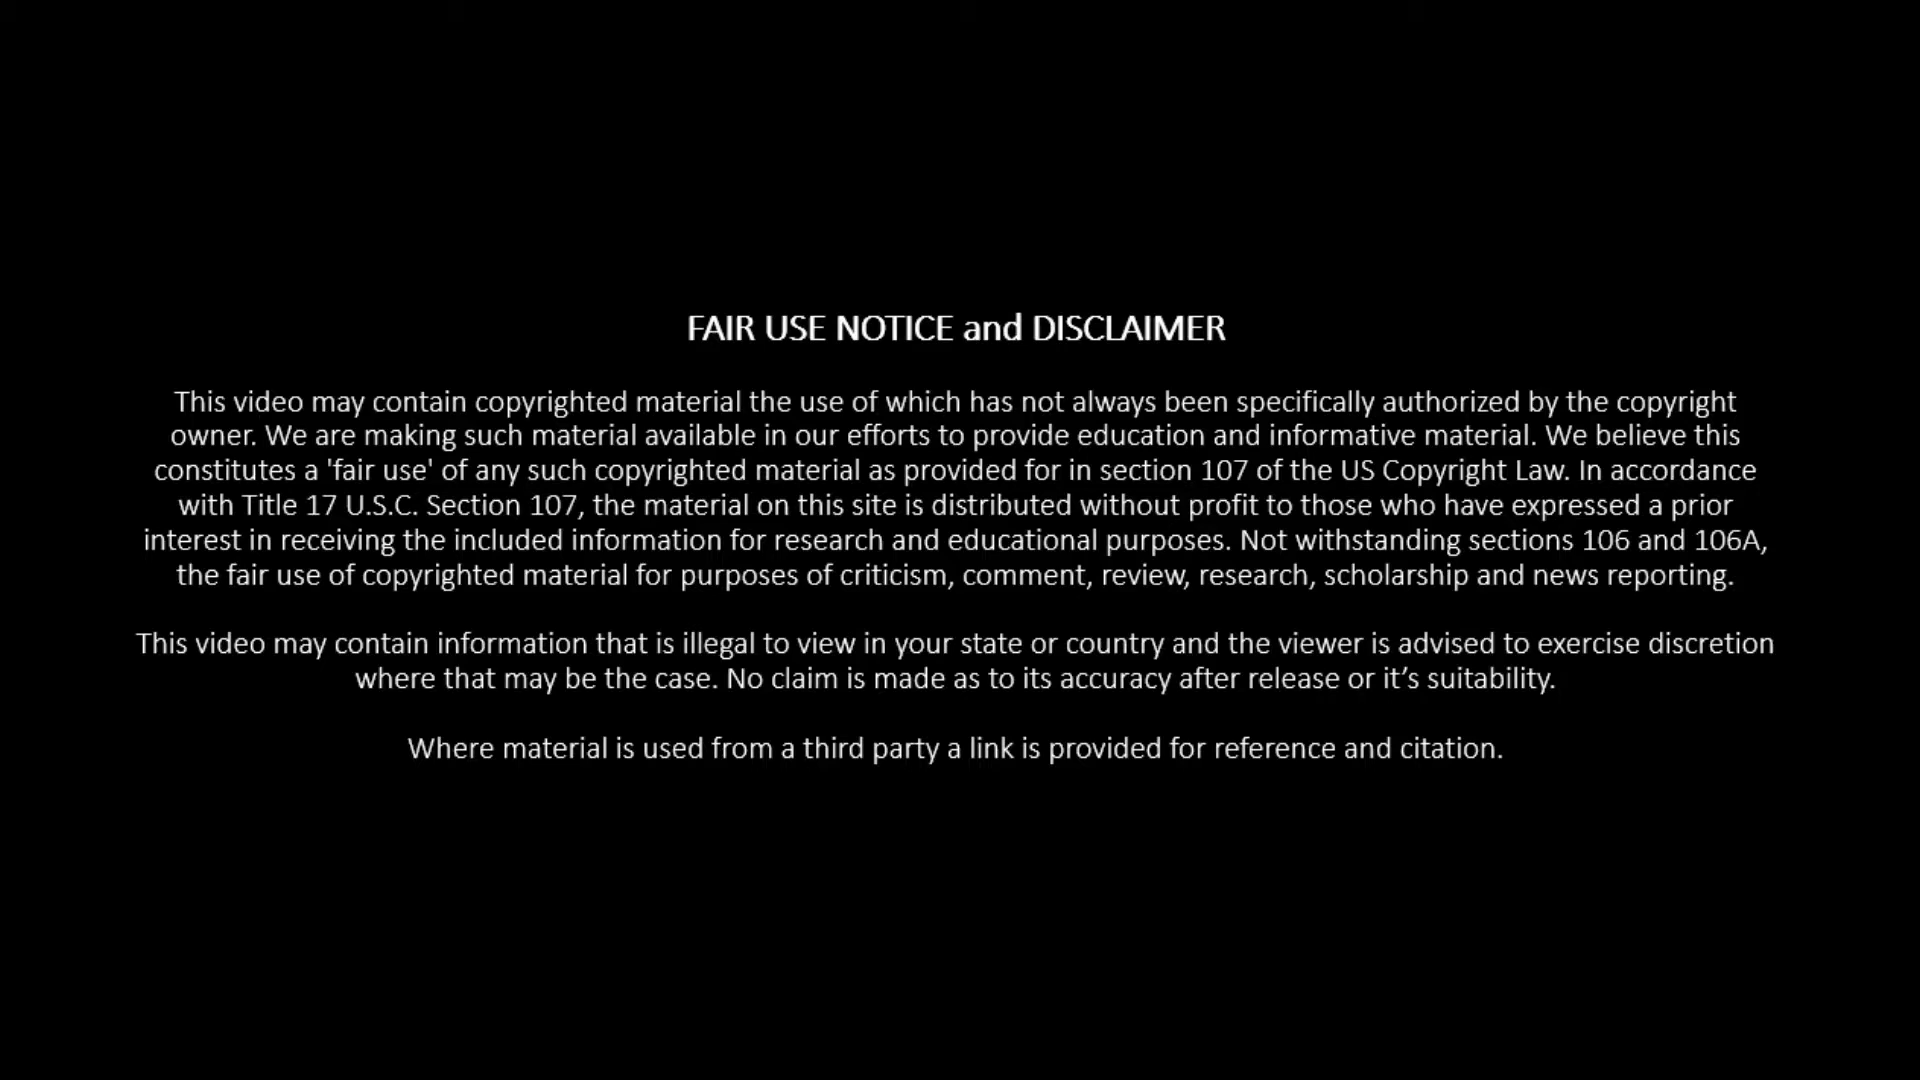 FAIR USE NOTICE and DISCLAIMER
This video may contain copyrighted material the use of which has not always been specifically authorized by the copyright
owner. We are making such material available in our efforts to provide education and informative material. We believe this
constitutes a 'fair use' of any such copyrighted material as provided for in section 107 of the US Copyright Law. In accordance
with Title 17 U.S.C. Section 107, the material on this site is distributed without profit to those who have expressed a prior
interest in receiving the included information for research and educational purposes. Not withstanding sections 106 and 106A,
the fair use of copyrighted material for purposes of criticism, comment, review, research, scholarship and news reporting.
This video may contain information that is illegal to view in your state or country and the viewer is advised to exercise discretion
where that may be the case. No claim is made as to its accuracy after release or it’s suitability.
Where material is used from a third party a link is provided for reference and citation.